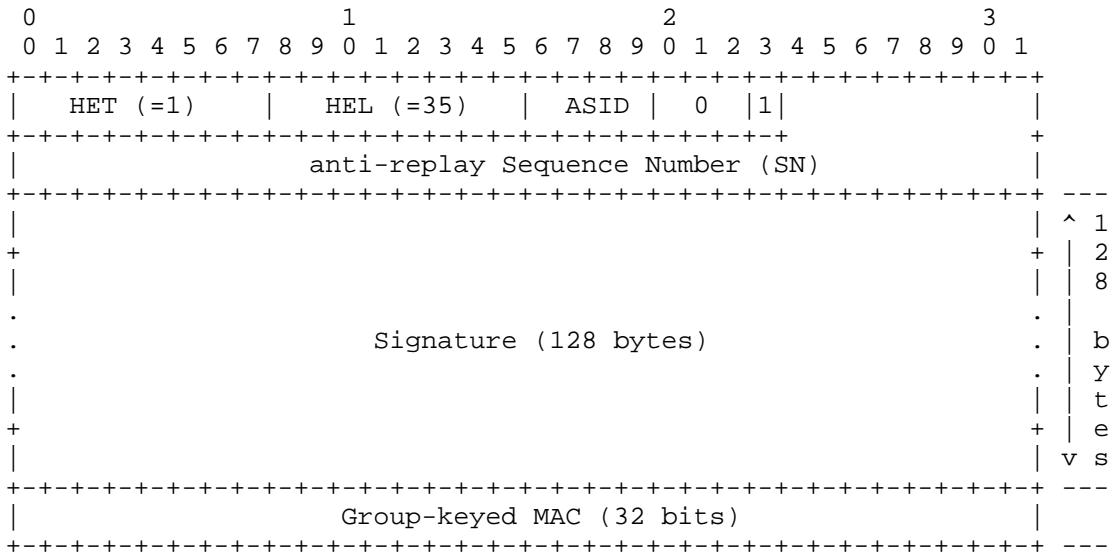 0                   1                   2                   3
0 1 2 3 4 5 6 7 8 9 0 1 2 3 4 5 6 7 8 9 0 1 2 3 4 5 6 7 8 9 0 1
+-+-+-+-+-+-+-+-+-+-+-+-+-+-+-+-+-+-+-+-+-+-+-+-+-+-+-+-+-+-+-+-+
|   HET (=1)    |   HEL (=35)   |  ASID |  0  |1|               |
+-+-+-+-+-+-+-+-+-+-+-+-+-+-+-+-+-+-+-+-+-+-+-+-+               +
|                  anti-replay Sequence Number (SN)             |
+-+-+-+-+-+-+-+-+-+-+-+-+-+-+-+-+-+-+-+-+-+-+-+-+-+-+-+-+-+-+-+-+ ---
|                                                               | ^ 1
+                                                               + | 2
|                                                               | | 8
.                                                               . |
.                      Signature (128 bytes)                    . | b
.                                                               . | y
|                                                               | | t
+                                                               + | e
|                                                               | v s
+-+-+-+-+-+-+-+-+-+-+-+-+-+-+-+-+-+-+-+-+-+-+-+-+-+-+-+-+-+-+-+-+ ---
|                    Group-keyed MAC (32 bits)                  |
+-+-+-+-+-+-+-+-+-+-+-+-+-+-+-+-+-+-+-+-+-+-+-+-+-+-+-+-+-+-+-+-+ ---